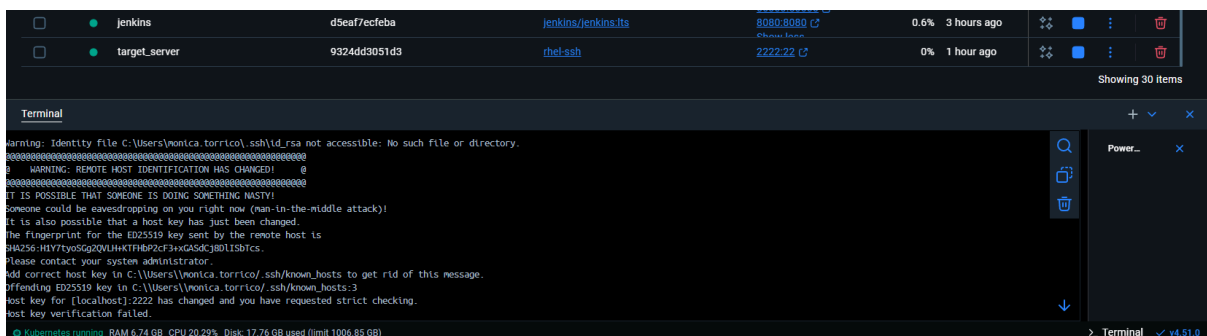 jenkins d5eaf7ecfeba jenkins/jenkins:lts 8080:8080 0.6% 3 hours ago
Show less
target_server 9324dd3051d3 rhel-ssh 2222:22 0% 1 hour ago
Showing 30 items
Terminal
Power...
Warning: Identity file C:\Users\monica.torrico\.ssh\id_rsa not accessible: No such file or directory.
@@@@@@@@@@@@@@@@@@@@@@@@@@@@@@@@@@@@@@@@@@@@@@@@@@@@@@@@@@@
@    WARNING: REMOTE HOST IDENTIFICATION HAS CHANGED!     @
@@@@@@@@@@@@@@@@@@@@@@@@@@@@@@@@@@@@@@@@@@@@@@@@@@@@@@@@@@@
IT IS POSSIBLE THAT SOMEONE IS DOING SOMETHING NASTY!
Someone could be eavesdropping on you right now (man-in-the-middle attack)!
It is also possible that a host key has just been changed.
The fingerprint for the ED25519 key sent by the remote host is
SHA256:H1Y7tyoSGg2QVLH+KTFHbP2cF3+xGASdCj8DlISbTcs.
Please contact your system administrator.
Add correct host key in C:\\Users\\monica.torrico/.ssh/known_hosts to get rid of this message.
Offending ED25519 key in C:\\Users\\monica.torrico/.ssh/known_hosts:3
Host key for [localhost]:2222 has changed and you have requested strict checking.
Host key verification failed.
Kubernetes running RAM 6.74 GB CPU 20.29% Disk: 17.76 GB used (limit 1006.85 GB) Terminal v4.51.0